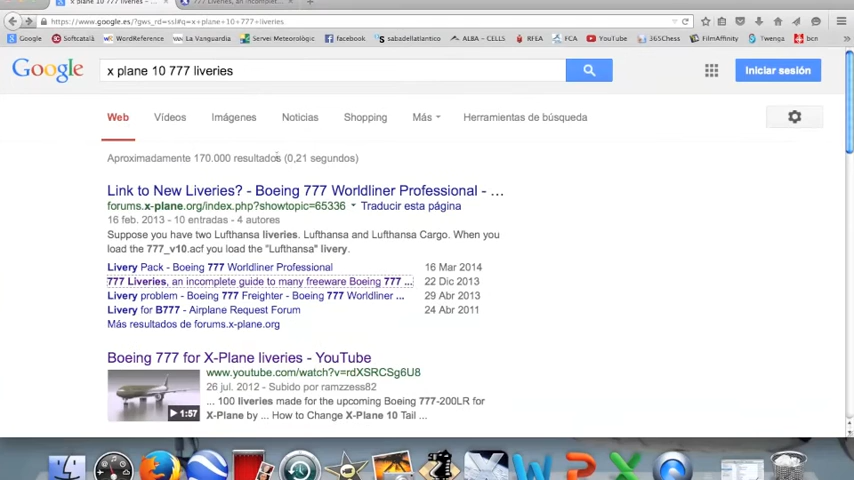 x plane 10 777 liveries – 1...
777 Liveries, an incomplet...
https://www.google.es/?gws_rd=ssl#q=x+plane+10+777+liveries
Google Softcatalà WordReference La Vanguardia Servei Meteorològic facebook sabadellatlantico ALBA – CELLS RFEA FCA YouTube 365Chess FilmAffinity Twenga bcn
Google x plane 10 777 liveries Iniciar sesión
Web Vídeos Imágenes Noticias Shopping Más Herramientas de búsqueda
Aproximadamente 170.000 resultados (0,21 segundos)
Link to New Liveries? - Boeing 777 Worldliner Professional - ...
forums.x-plane.org/index.php?showtopic=65336 Traducir esta página
16 feb. 2013 - 10 entradas - 4 autores
Suppose you have two Lufthansa liveries. Lufthansa and Lufthansa Cargo. When you
load the 777_v10.acf you load the "Lufthansa" livery.
Livery Pack - Boeing 777 Worldliner Professional 16 Mar 2014
777 Liveries, an incomplete guide to many freeware Boeing 777 ... 22 Dic 2013
Livery problem - Boeing 777 Freighter - Boeing 777 Worldliner ... 29 Abr 2013
Livery for B777 - Airplane Request Forum 24 Abr 2011
Más resultados de forums.x-plane.org
Boeing 777 for X-Plane liveries - YouTube
www.youtube.com/watch?v=rdXSRCSg6U8
26 jul. 2012 - Subido por ramzzess82
... 100 liveries made for the upcoming Boeing 777-200LR for
X-Plane by ... How to Change X-Plane 10 Tail ...
1:57